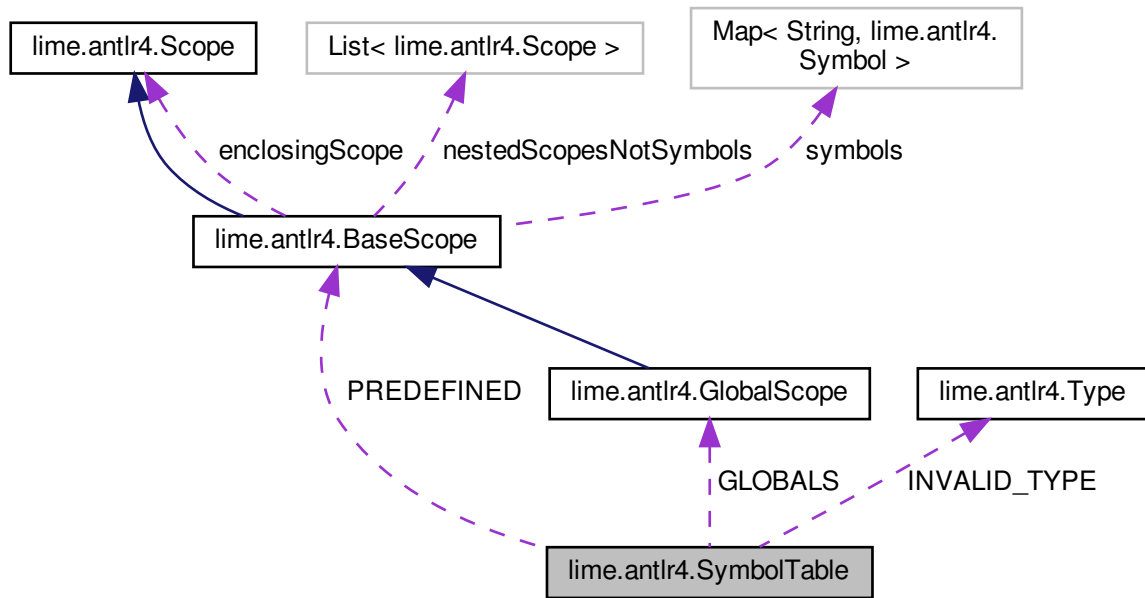 lime.antlr4.Scope
List< lime.antlr4.Scope >
Map< String, lime.antlr4.
Symbol >
enclosingScope
nestedScopesNotSymbols
symbols
lime.antlr4.BaseScope
PREDEFINED
lime.antlr4.GlobalScope
lime.antlr4.Type
GLOBALS
INVALID_TYPE
lime.antlr4.SymbolTable